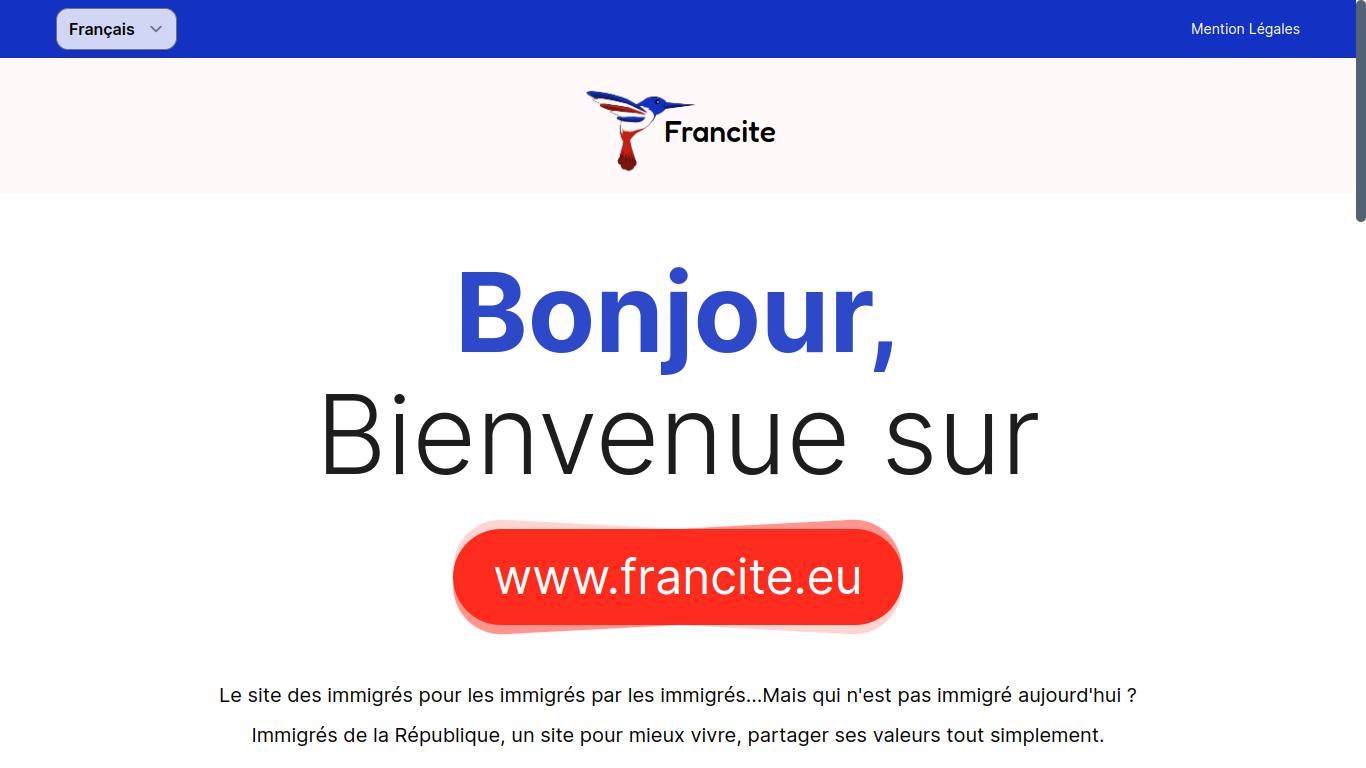 Français
Mention Légales
Francite
Bonjour,
Bienvenue sur
www.francite.eu
Le site des immigrés pour les immigrés par les immigrés...Mais qui n'est pas immigré aujourd'hui ?
Immigrés de la République, un site pour mieux vivre, partager ses valeurs tout simplement.